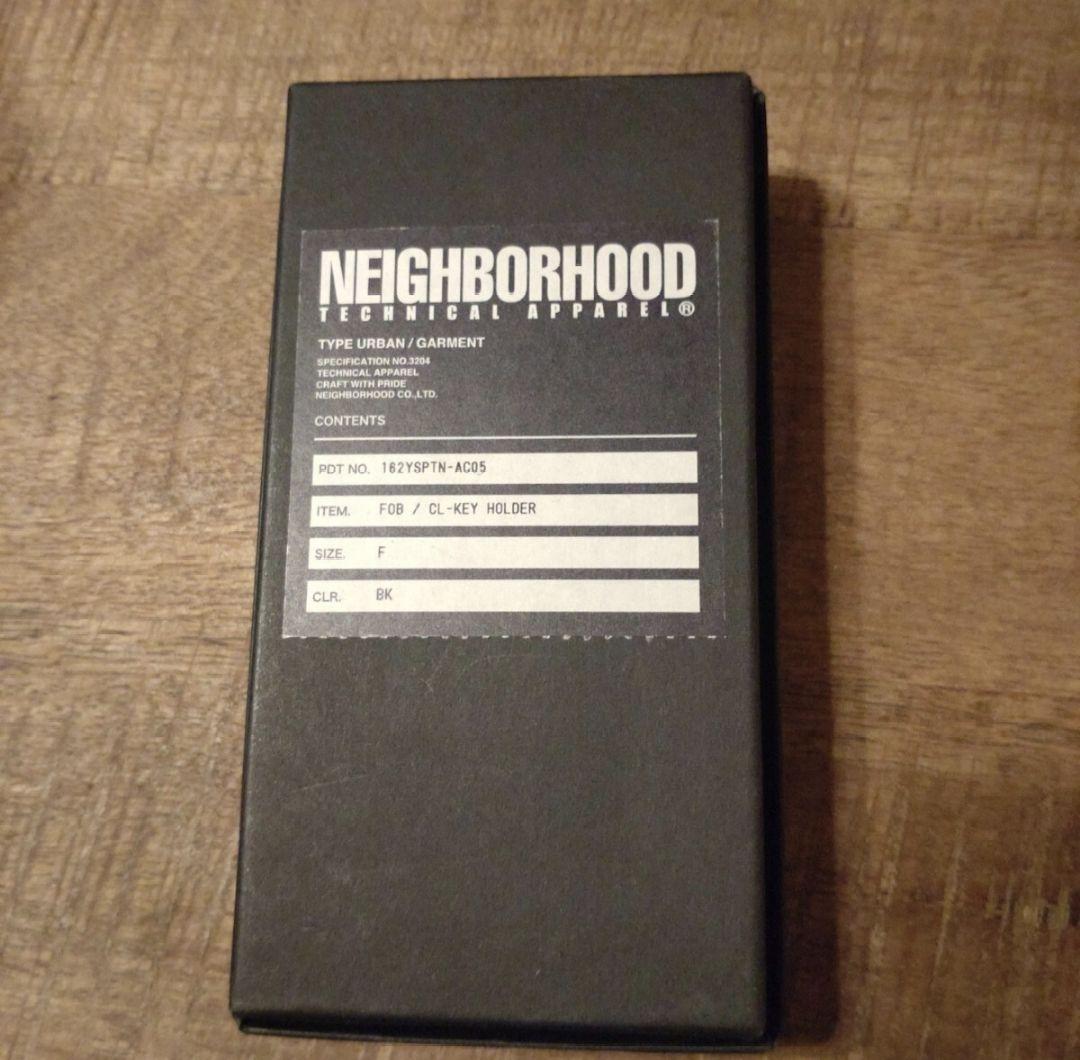 NEIGHBORHOOD
TECHNICAL APPAREL®
TYPE URBAN / GARMENT
SPECIFICATION NO.3204
TECHNICAL APPAREL
CRAFT WITH PRIDE
NEIGHBORHOOD CO.,LTD.
CONTENTS
PDT NO. 162YSPTN-AC05
ITEM. FOB / CL-KEY HOLDER
SIZE. F
CLR. BK